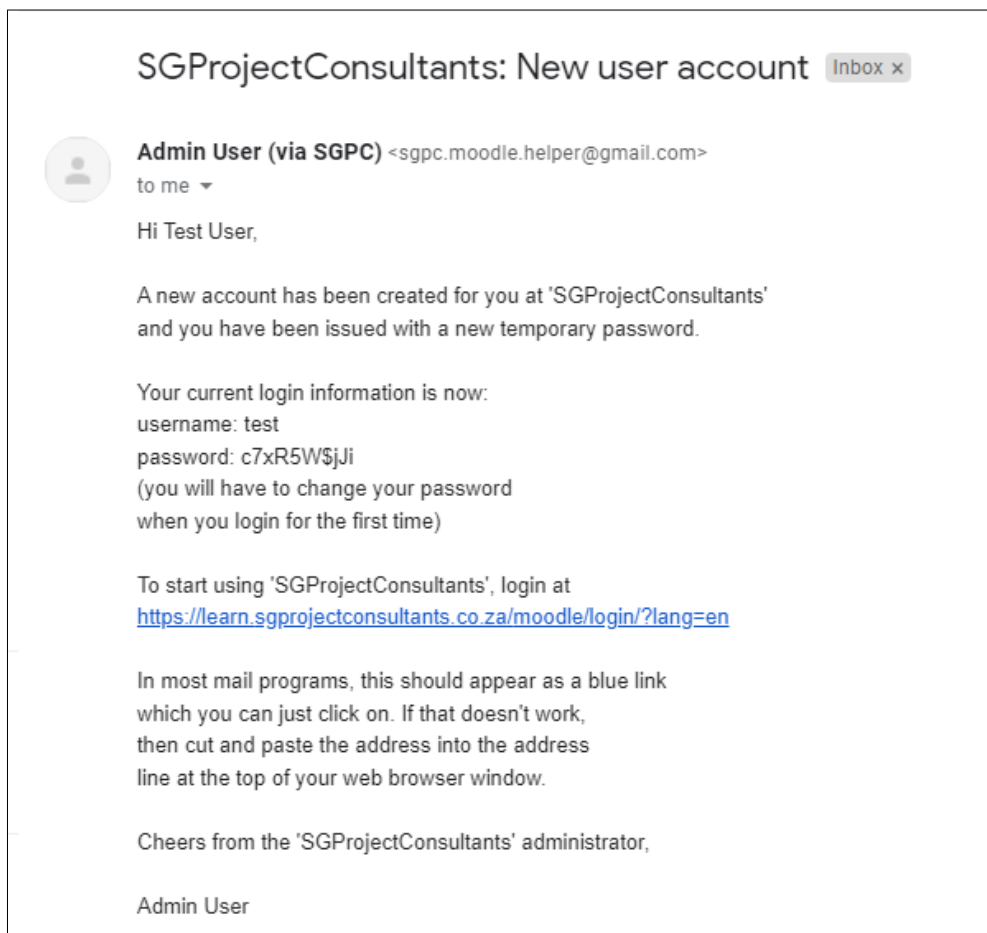 SGProjectConsultants: New user account Inbox x
Admin User (via SGPC) <sgpc.moodle.helper@gmail.com>
to me
Hi Test User,
A new account has been created for you at 'SGProjectConsultants'
and you have been issued with a new temporary password.
Your current login information is now:
username: test
password: c7xR5W$jJi
(you will have to change your password
when you login for the first time)
To start using 'SGProjectConsultants', login at
https://learn.sgprojectconsultants.co.za/moodle/login/?lang=en
In most mail programs, this should appear as a blue link
which you can just click on. If that doesn't work,
then cut and paste the address into the address
line at the top of your web browser window.
Cheers from the 'SGProjectConsultants' administrator,
Admin User